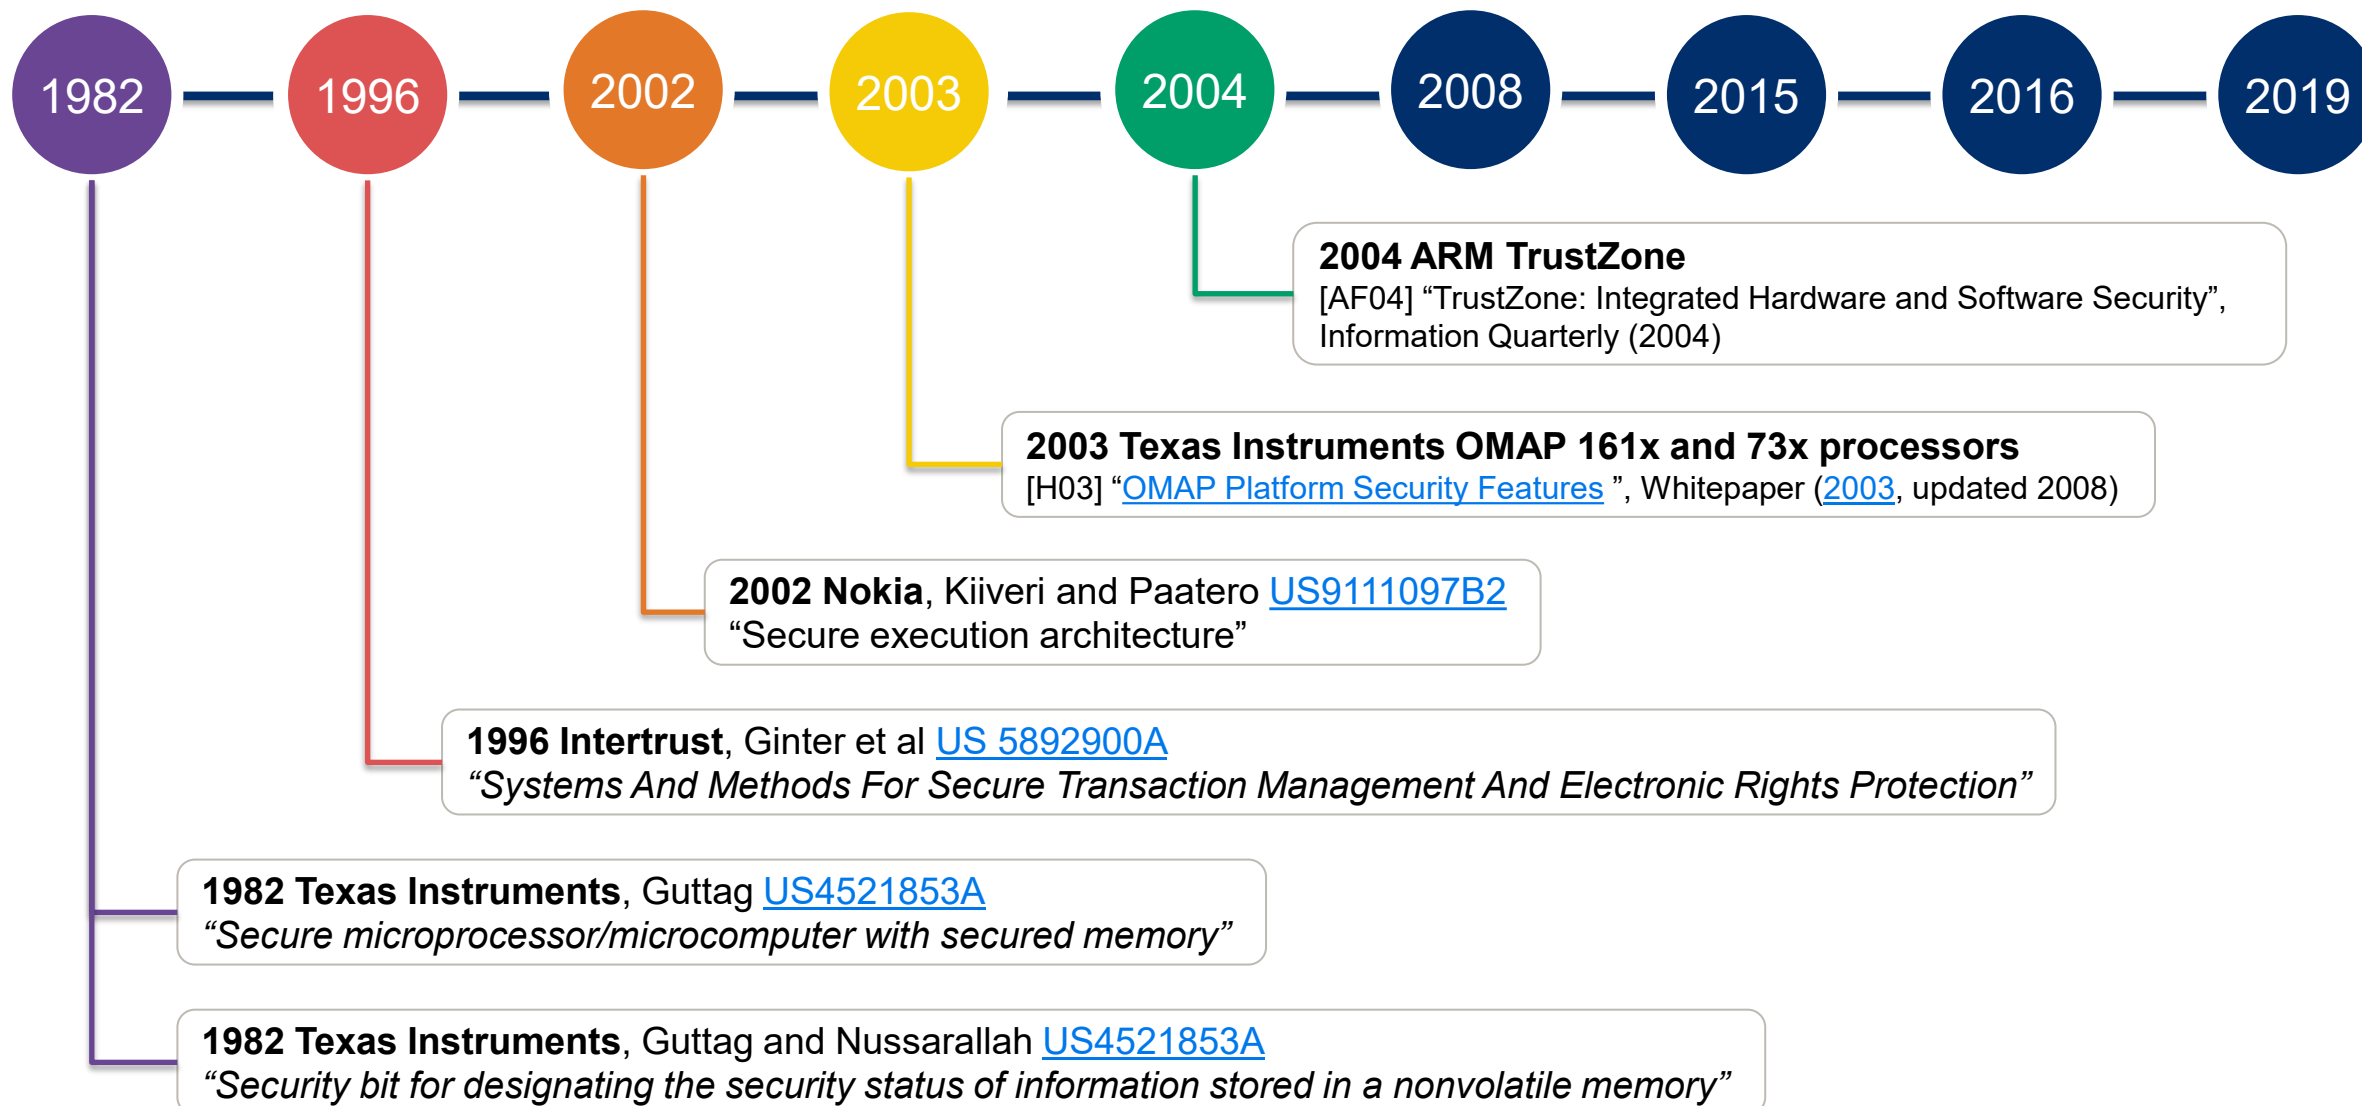 1982 1996 2002 2003 2004 2008 2015 2016 2019
2004 ARM TrustZone
[AF04] “TrustZone: Integrated Hardware and Software Security”,
Information Quarterly (2004)
2003 Texas Instruments OMAP 161x and 73x processors
[H03] “OMAP Platform Security Features ”, Whitepaper (2003, updated 2008)
2002 Nokia, Kiiveri and Paatero US9111097B2
“Secure execution architecture”
1996 Intertrust, Ginter et al US 5892900A
“Systems And Methods For Secure Transaction Management And Electronic Rights Protection”
1982 Texas Instruments, Guttag US4521853A
“Secure microprocessor/microcomputer with secured memory”
1982 Texas Instruments, Guttag and Nussarallah US4521853A
“Security bit for designating the security status of information stored in a nonvolatile memory”